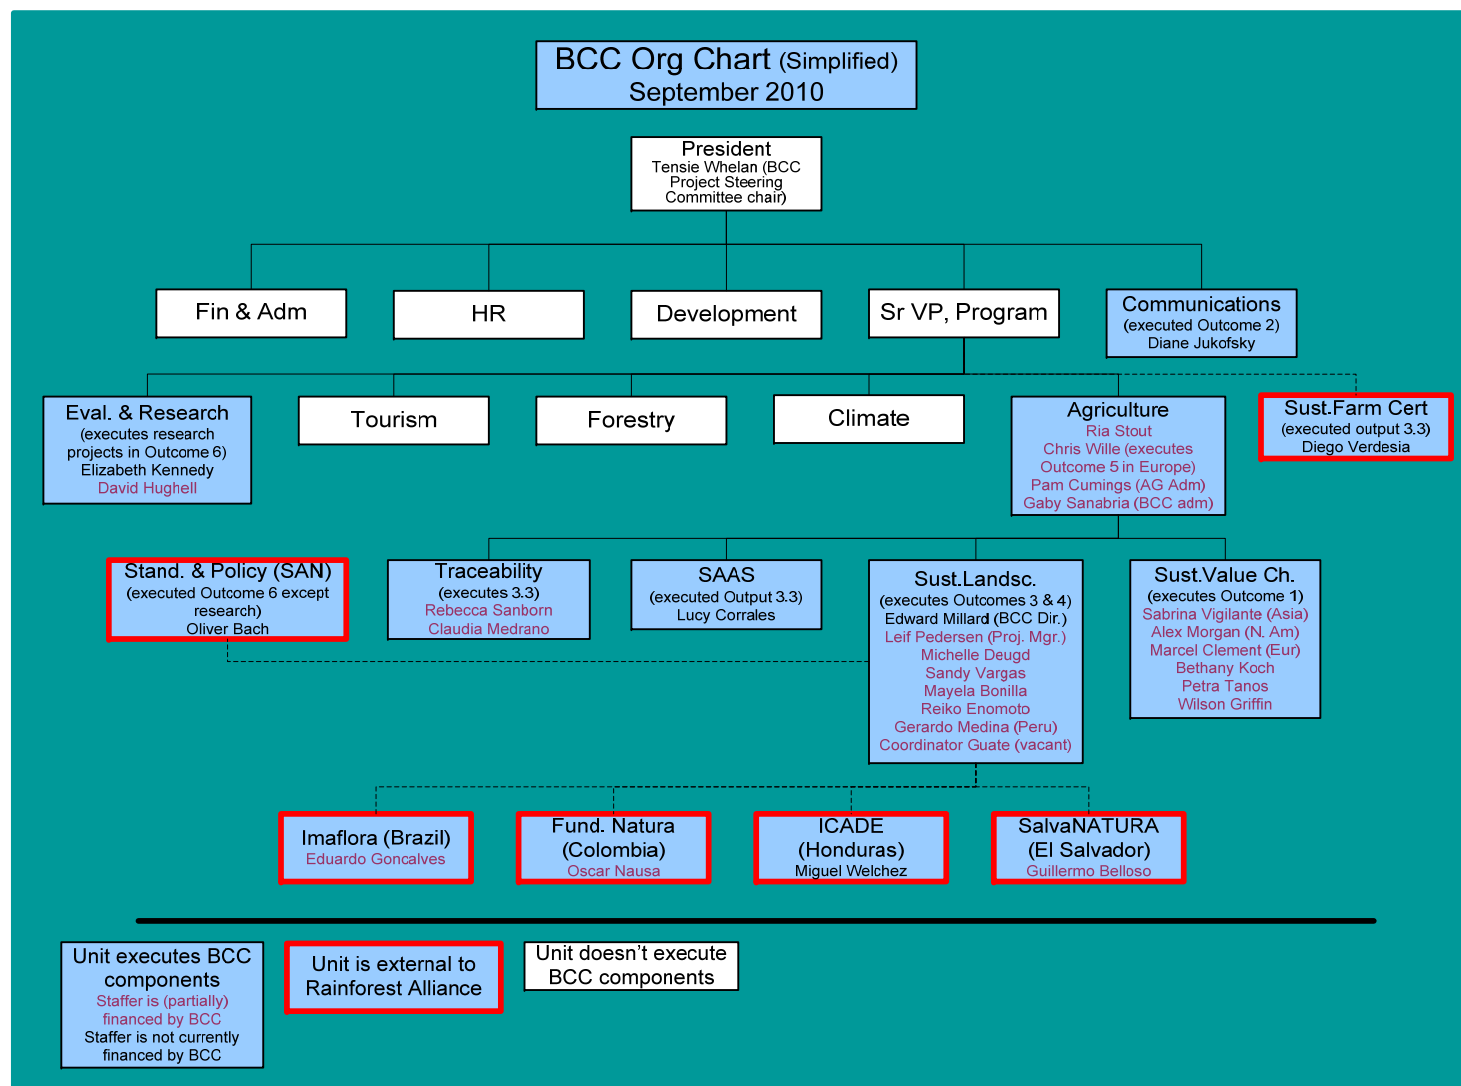 BCC Org Chart (Simplified)
September 2010
President
Tensie Whelan (BCC
Project Steering
Committee chair)
Fin & Adm
HR
Development
Sr VP, Program
Communications
(executed Outcome 2)
Diane Jukofsky
Eval. & Research
(executes research
projects in Outcome 6)
Elizabeth Kennedy
David Hughell
Tourism
Forestry
Climate
Agriculture
Ria Stout
Chris Wille (executes
Outcome 5 in Europe)
Pam Cumings (AG Adm)
Gaby Sanabria (BCC adm)
Sust.Farm Cert
(executed output 3.3)
Diego Verdesia
Stand. & Policy (SAN)
(executed Outcome 6 except
research)
Oliver Bach
Traceability
(executes 3.3)
Rebecca Sanborn
Claudia Medrano
SAAS
(executed Output 3.3)
Lucy Corrales
Sust.Landsc.
(executes Outcomes 3 & 4)
Edward Millard (BCC Dir.)
Leif Pedersen (Proj. Mgr.)
Michelle Deugd
Sandy Vargas
Mayela Bonilla
Reiko Enomoto
Gerardo Medina (Peru)
Coordinator Guate (vacant)
Sust.Value Ch.
(executes Outcome 1)
Sabrina Vigilante (Asia)
Alex Morgan (N. Am)
Marcel Clement (Eur)
Bethany Koch
Petra Tanos
Wilson Griffin
Imaflora (Brazil)
Eduardo Goncalves
Fund. Natura
(Colombia)
Oscar Nausa
ICADE
(Honduras)
Miguel Welchez
SalvaNATURA
(El Salvador)
Guillermo Belloso
Unit executes BCC
components
Staffer is (partially)
financed by BCC
Staffer is not currently
financed by BCC
Unit is external to
Rainforest Alliance
Unit doesn't execute
BCC components